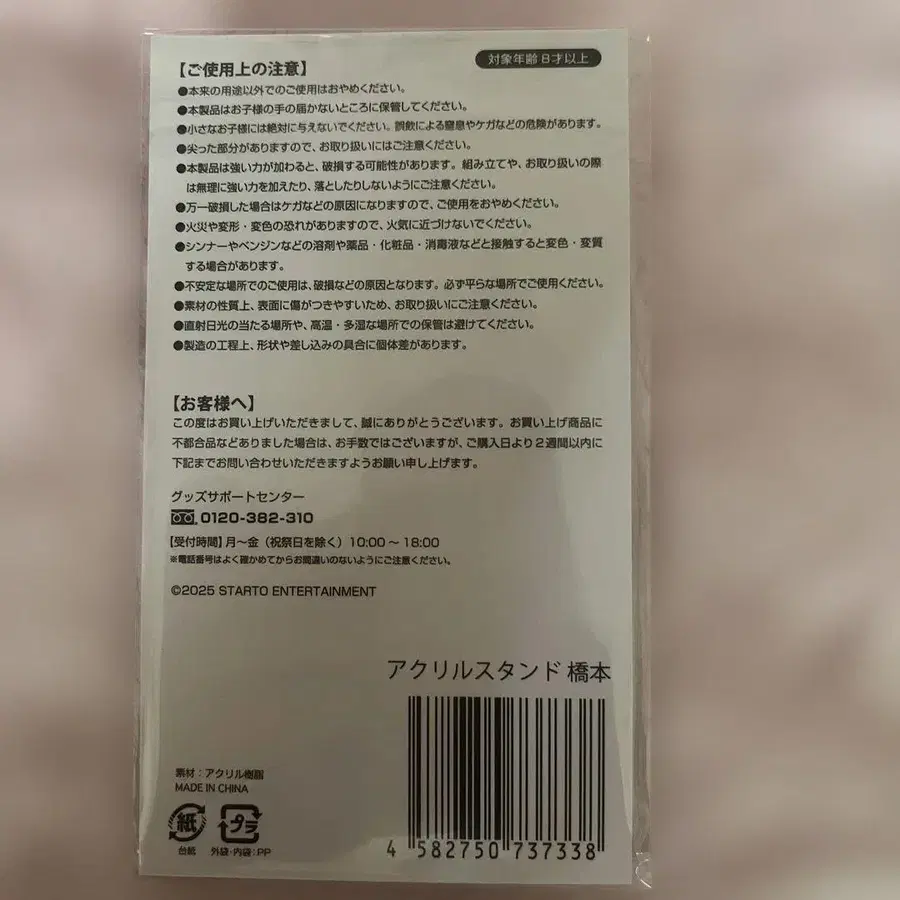 対象年齢 8才以上
【ご使用上の注意】
●本来の用途以外でのご使用はおやめください。
●本製品はお子様の手の届かないところに保管してください。
●小さなお子様には絶対に与えないでください。誤飲による窒息やケガなどの危険があります。
●尖った部分がありますので、お取り扱いにはご注意ください。
●本製品は強い力が加わると、破損する可能性があります。組み立てや、お取り扱いの際
は無理に強い力を加えたり、落としたりしないようにご注意ください。
●万一破損した場合はケガなどの原因になりますので、ご使用をおやめください。
●火災や変形・変色の恐れがありますので、火気に近づけないでください。
●シンナーやベンジンなどの溶剤や薬品・化粧品・消毒液などと接触すると変色・変質
する場合があります。
●不安定な場所でのご使用は、破損などの原因となります。必ず平らな場所でご使用ください。
●素材の性質上、表面に傷がつきやすいため、お取り扱いにご注意ください。
●直射日光の当たる場所や、高温・多湿な場所での保管は避けてください。
●製造の工程上、形状や差し込みの具合に個体差があります。
【お客様へ】
この度はお買い上げいただきまして、誠にありがとうございます。お買い上げ商品に
不都合品などありました場合は、お手数ではございますが、ご購入日より2週間以内に
下記までお問い合わせいただきますようお願い申し上げます。
グッズサポートセンター
0120-382-310
【受付時間】月～金（祝祭日を除く）10:00～18:00
※電話番号はよく確かめてからお間違いのないようにご注意ください。
©2025 STARTO ENTERTAINMENT
アクリルスタンド 橋本
素材：アクリル樹脂
MADE IN CHINA
紙
プラ
台紙
外袋・内袋：PP
4 582750 737338